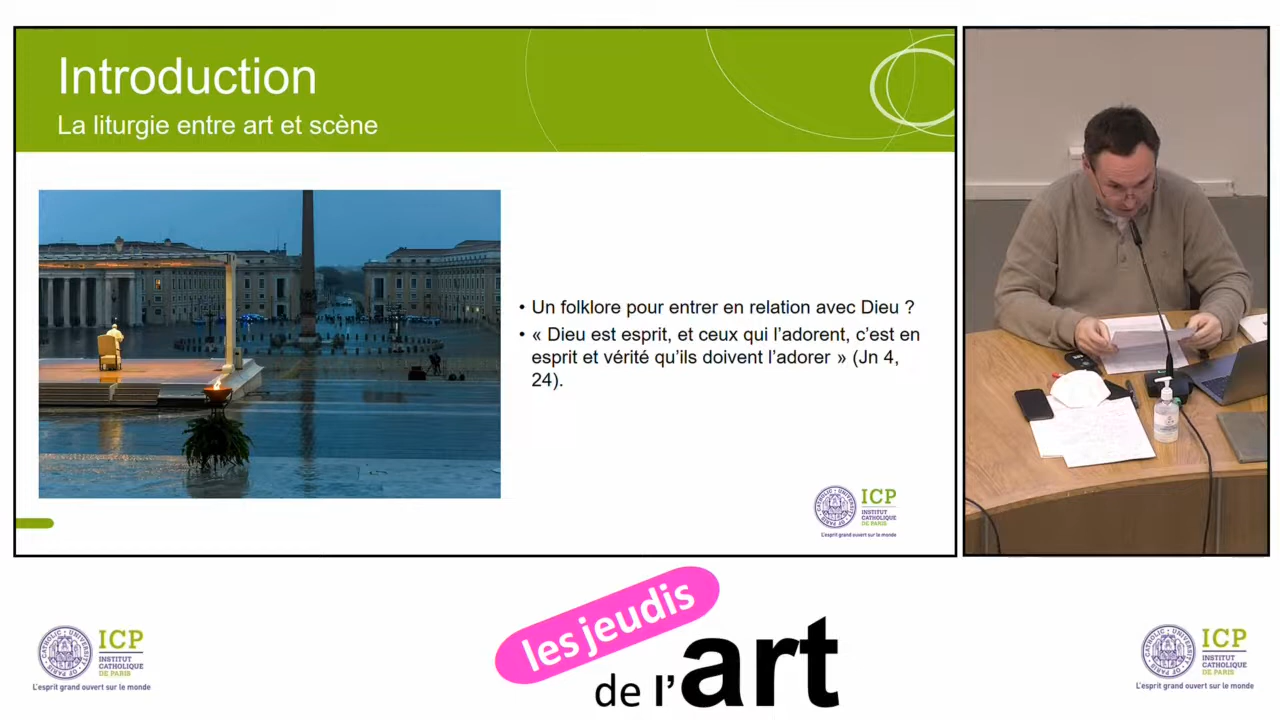 Introduction
La liturgie entre art et scène
• Un folklore pour entrer en relation avec Dieu ?
• « Dieu est esprit, et ceux qui l'adorent, c'est en
esprit et vérité qu'ils doivent l'adorer » (Jn 4,
24).
ICP
INSTITUT
CATHOLIQUE
DE PARIS
L'esprit grand ouvert sur le monde
les jeudis
de l'art
ICP
INSTITUT
CATHOLIQUE
DE PARIS
L'esprit grand ouvert sur le monde
ICP
INSTITUT
CATHOLIQUE
DE PARIS
L'esprit grand ouvert sur le monde